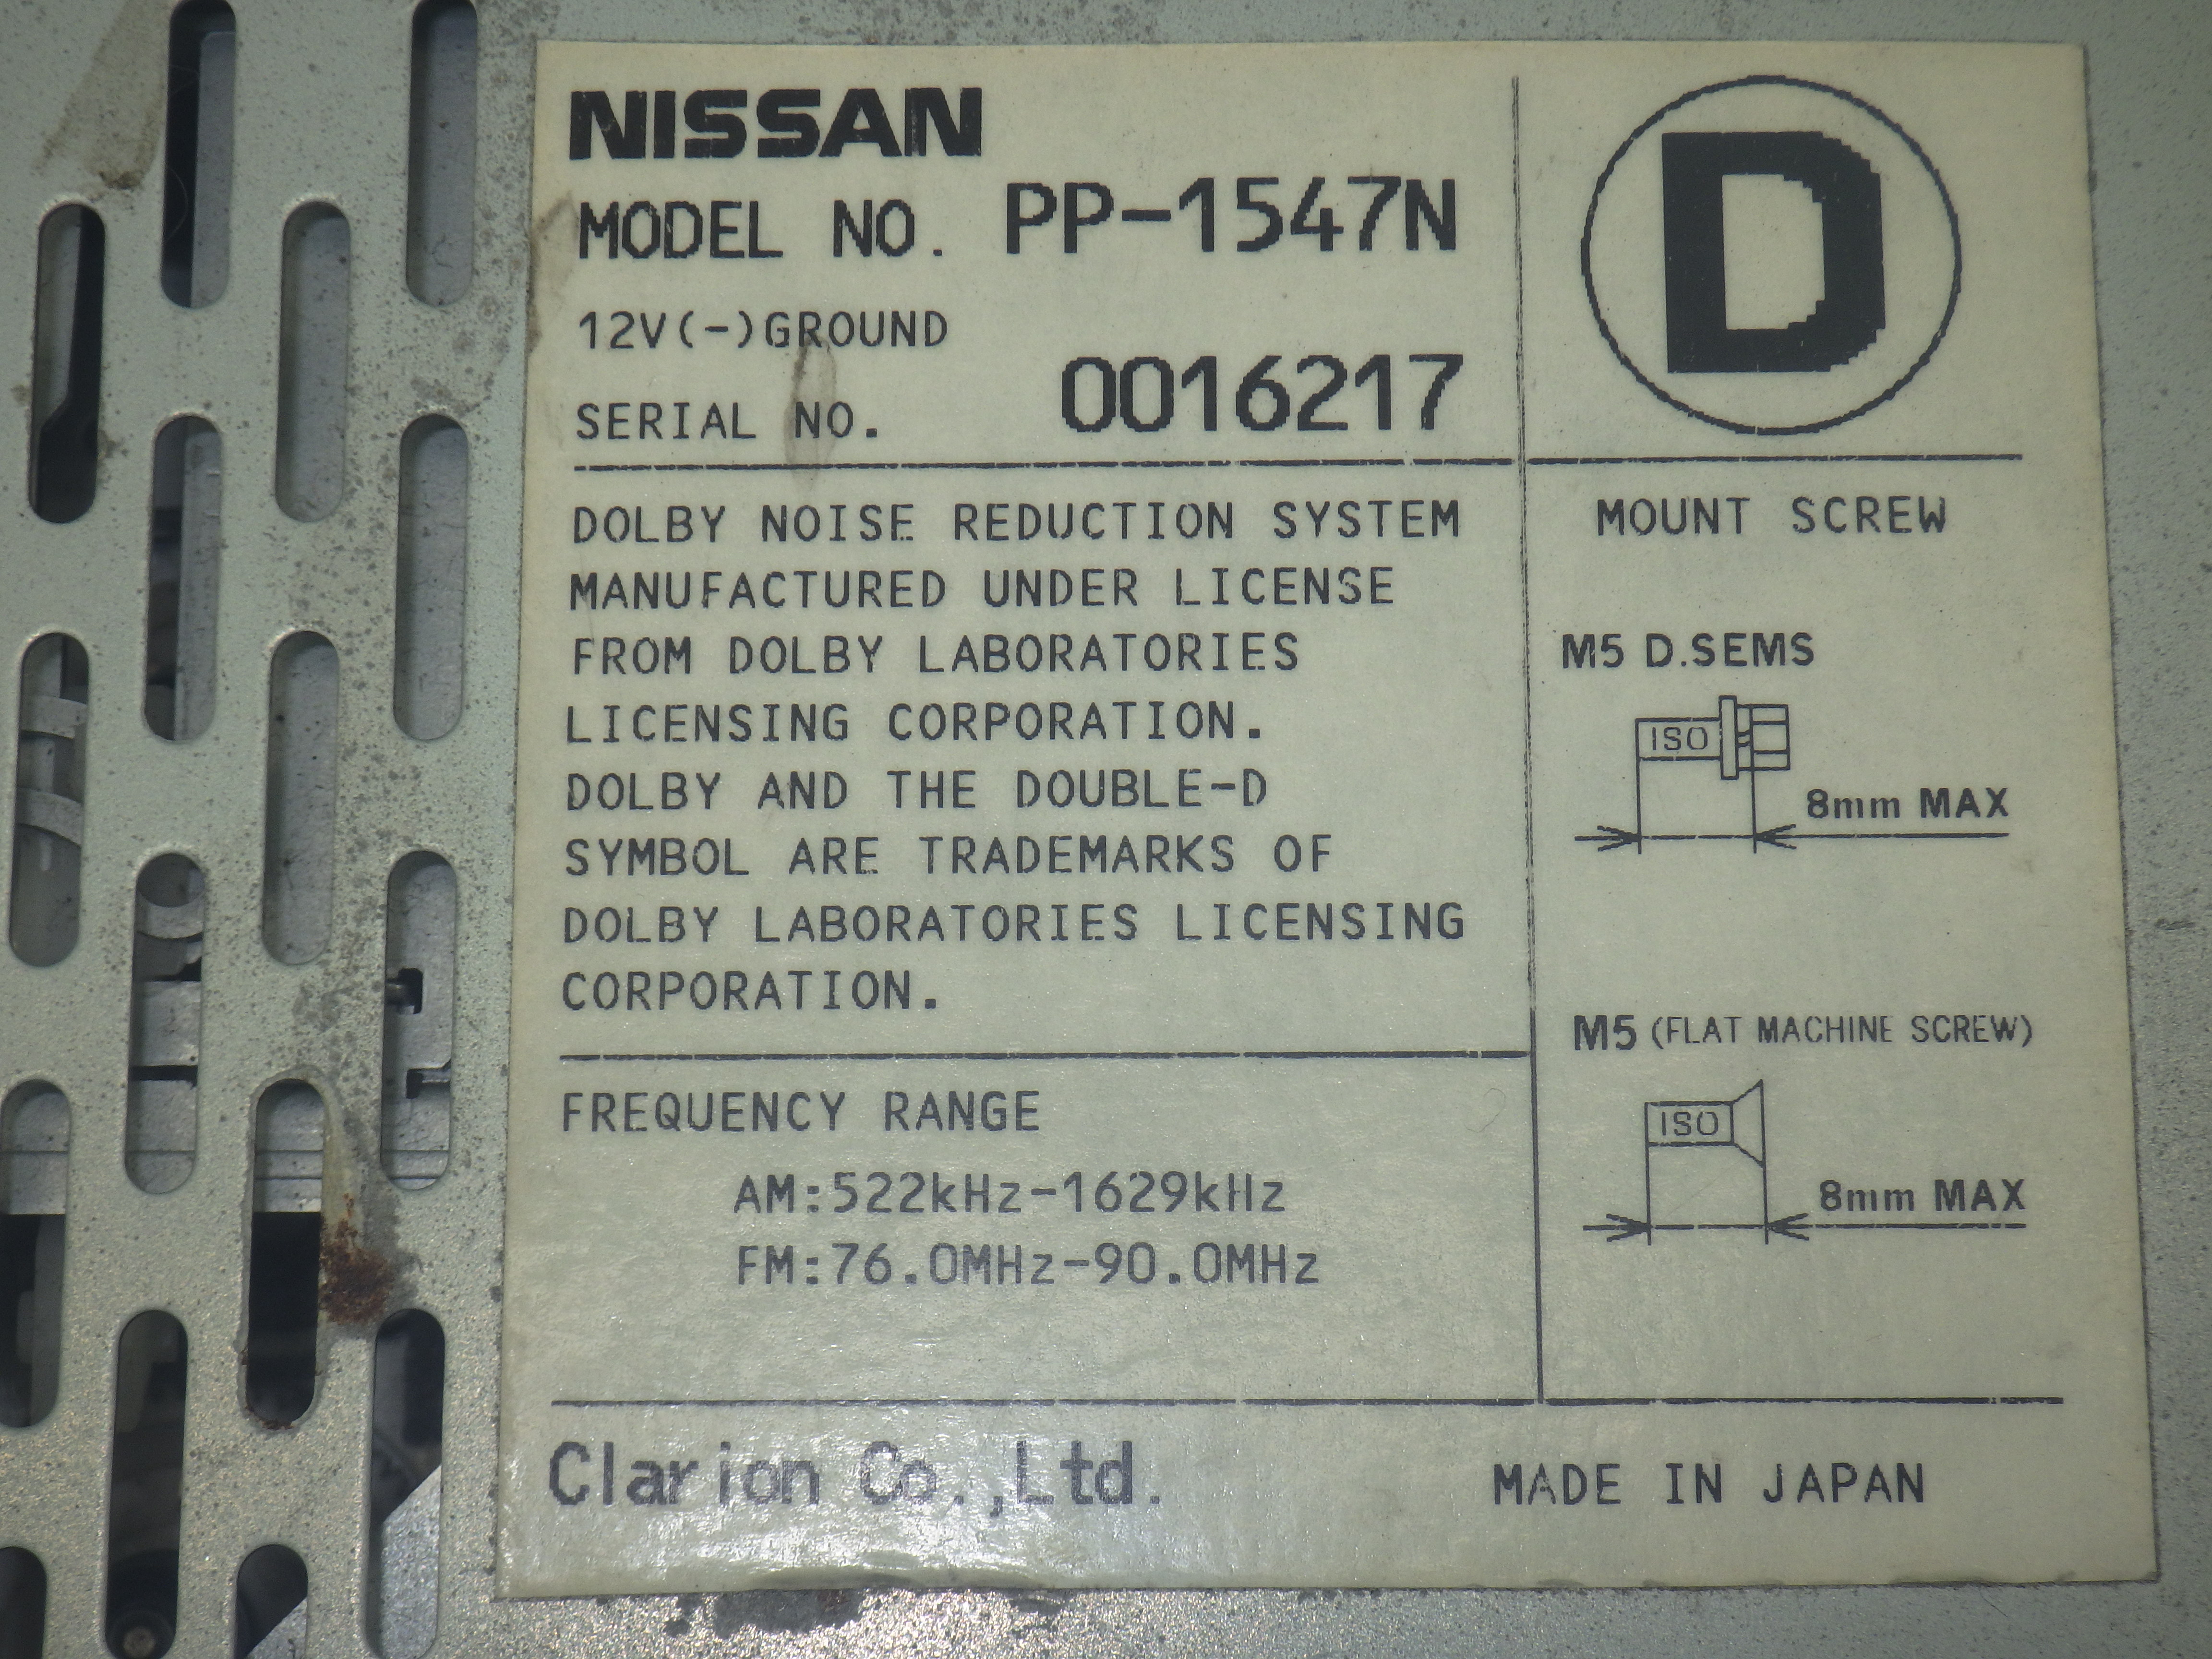 NISSAN
MODEL NO. PP-1547N
12V(-)GROUND
SERIAL NO. 0016217
D
DOLBY NOISE REDUCTION SYSTEM
MANUFACTURED UNDER LICENSE
FROM DOLBY LABORATORIES
LICENSING CORPORATION.
DOLBY AND THE DOUBLE-D
SYMBOL ARE TRADEMARKS OF
DOLBY LABORATORIES LICENSING
CORPORATION.
FREQUENCY RANGE
AM:522kHz-1629kHz
FM:76.0MHz-90.0MHz
MOUNT SCREW
M5 D.SEMS
ISO
8mm MAX
M5 (FLAT MACHINE SCREW)
ISO
8mm MAX
Clarion Co.,Ltd.
MADE IN JAPAN